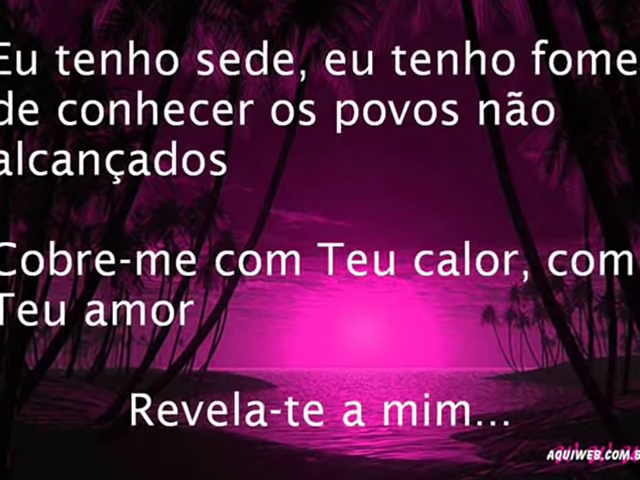 Eu tenho sede, eu tenho fome
de conhecer os povos não
alcançados
Cobre-me com Teu calor, com
Teu amor
Revela-te a mim...
AQUIWEB.COM.B